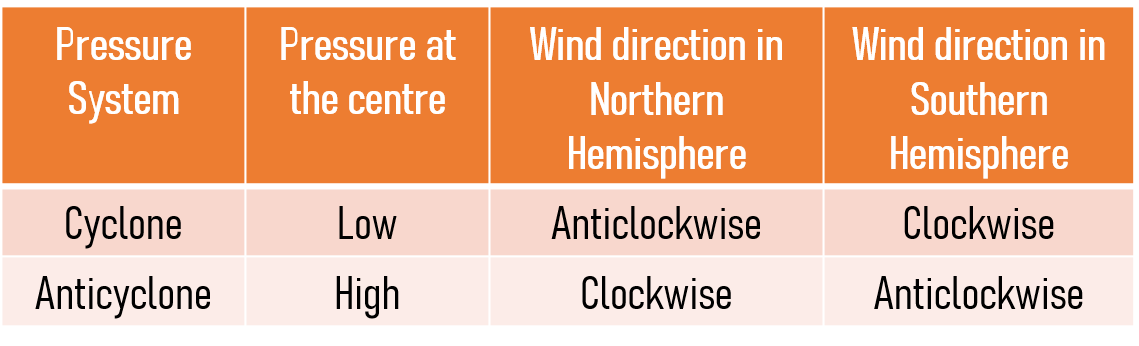 Pressure System Pressure at the centre Wind direction in Northern Hemisphere Wind direction in Southern Hemisphere
Cyclone Low Anticlockwise Clockwise
Anticyclone High Clockwise Anticlockwise